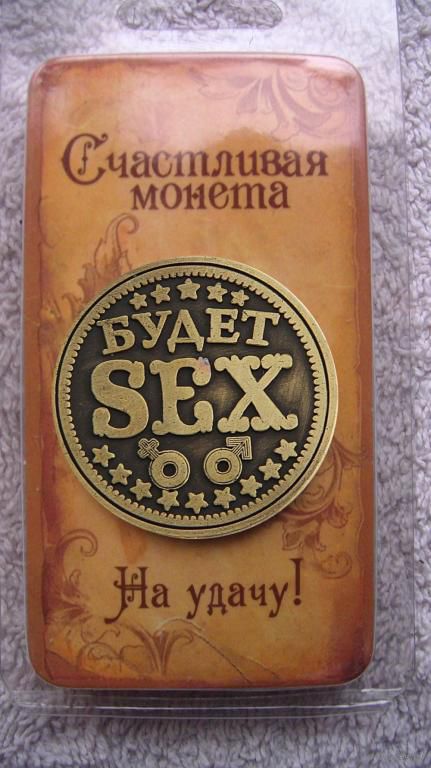 Счастливая
монета
БУДЕТ
SEX
На удачу!